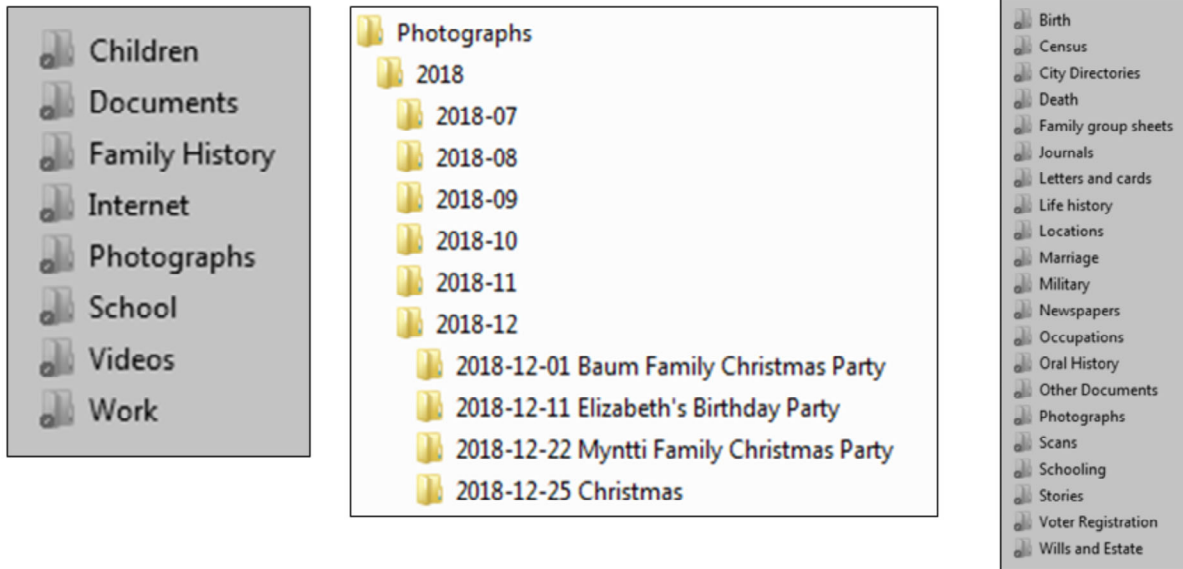 Children
Documents
Family History
Internet
Photographs
School
Videos
Work
Photographs
2018
2018-07
2018-08
2018-09
2018-10
2018-11
2018-12
2018-12-01 Baum Family Christmas Party
2018-12-11 Elizabeth's Birthday Party
2018-12-22 Myntti Family Christmas Party
2018-12-25 Christmas
Birth
Census
City Directories
Death
Family group sheets
Journals
Letters and cards
Life history
Locations
Marriage
Military
Newspapers
Occupations
Oral History
Other Documents
Photographs
Scans
Schooling
Stories
Voter Registration
Wills and Estate